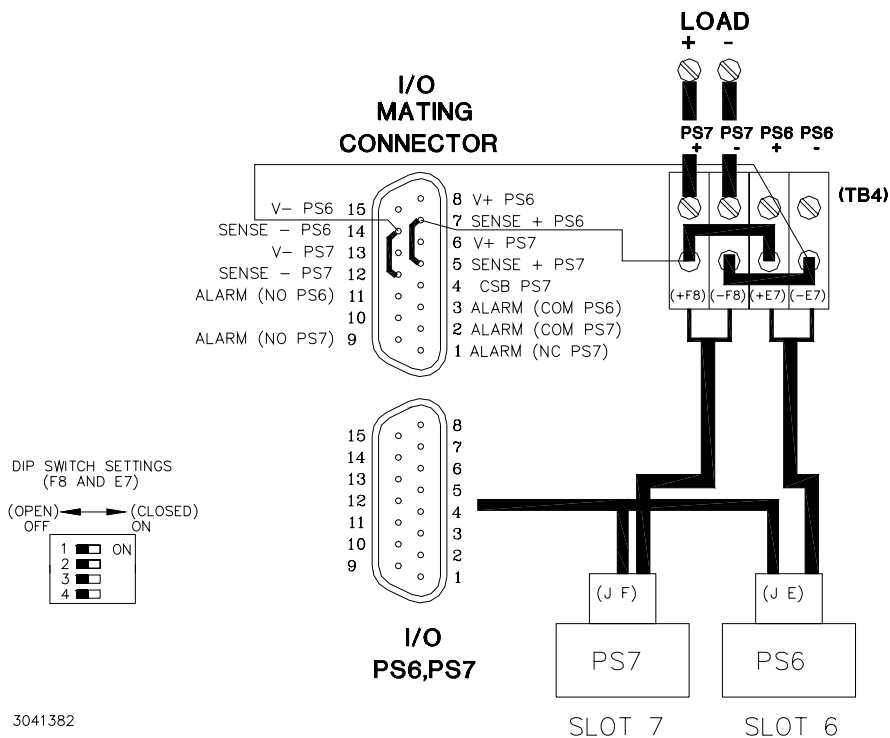 LOAD
+ -
I/O
MATING
CONNECTOR
PS7 PS7 PS6 PS6
+ - + -
(TB4)
V- PS6 15
SENSE - PS6 14
V- PS7 13
SENSE - PS7 12
ALARM (NO PS6) 11
10
ALARM (NO PS7) 9
8 V+ PS6
7 SENSE + PS6
6 V+ PS7
5 SENSE + PS7
4 CSB PS7
3 ALARM (COM PS6)
2 ALARM (COM PS7)
1 ALARM (NC PS7)
(+F8) (-F8) (+E7) (-E7)
15
14
13
12
11
10
9
8
7
6
5
4
3
2
1
DIP SWITCH SETTINGS
(F8 AND E7)
(OPEN) (CLOSED)
OFF ON
1 ON
2
3
4
I/O
PS6,PS7
(J F) (J E)
PS7 PS6
SLOT 7 SLOT 6
3041382